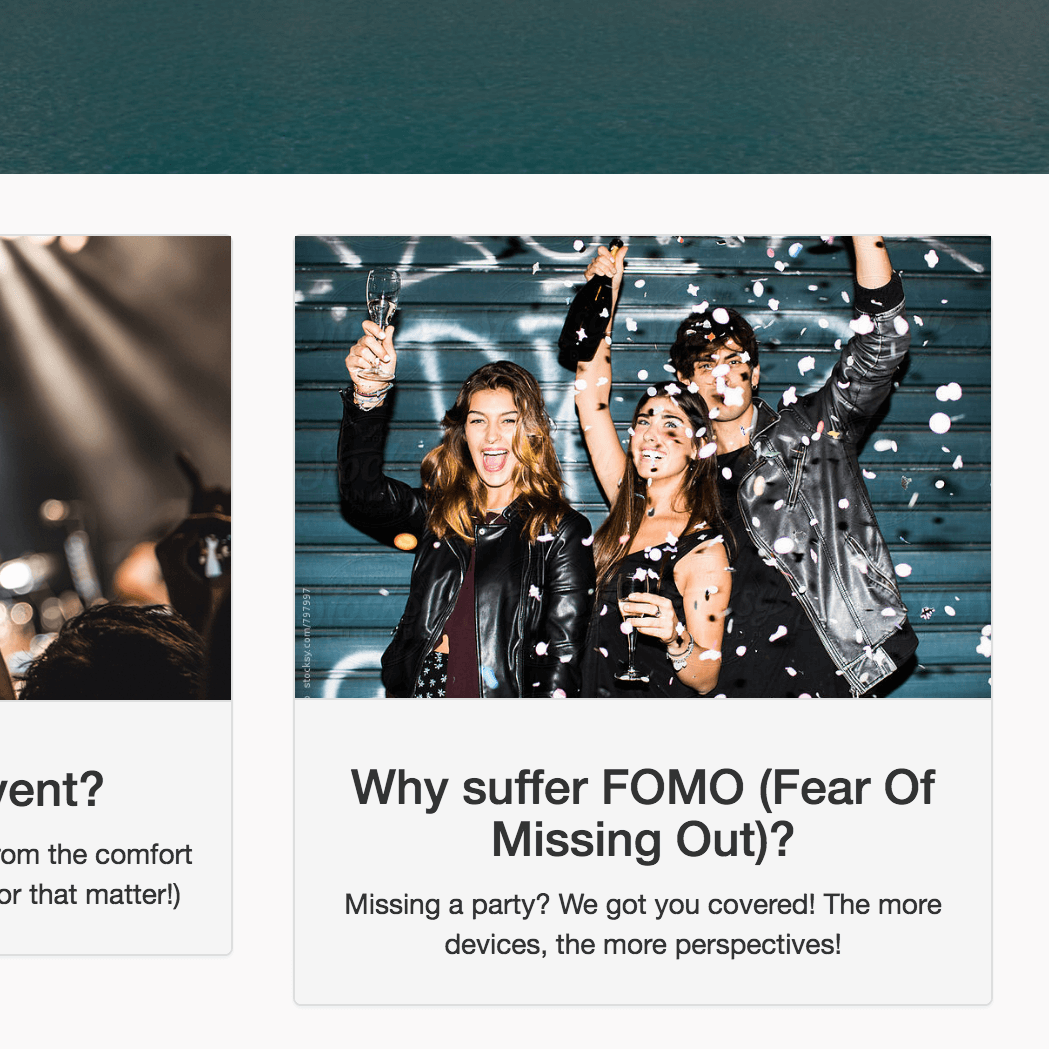 stocksy.com/797997
vent?
om the comfort
or that matter!)
Why suffer FOMO (Fear Of
Missing Out)?
Missing a party? We got you covered! The more
devices, the more perspectives!